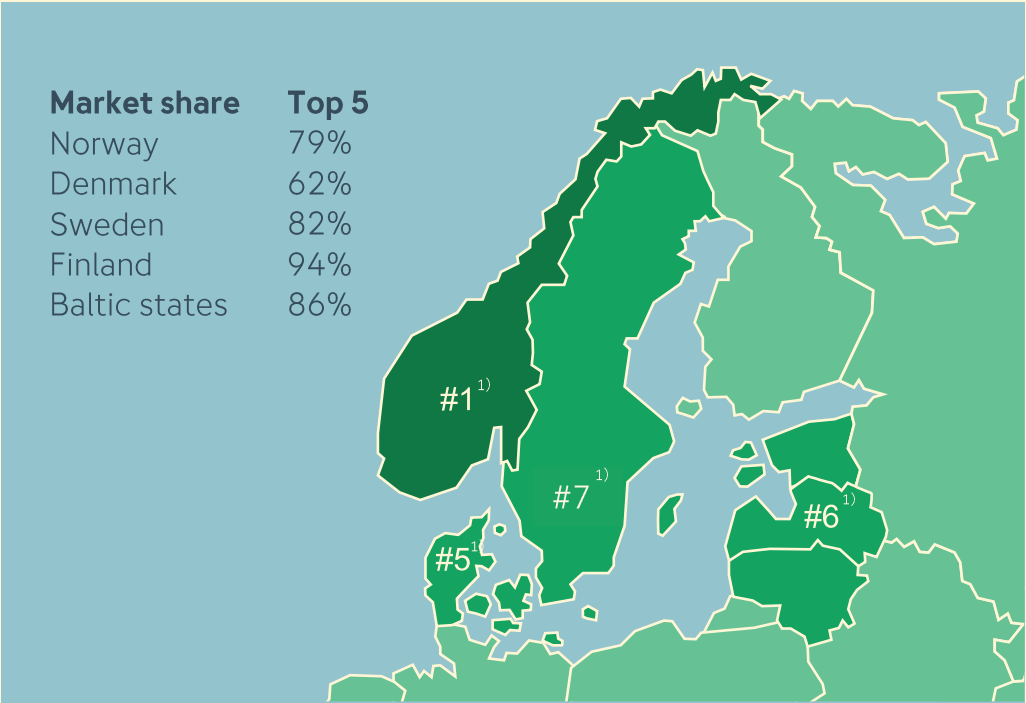 Market share Top 5
Norway 79%
Denmark 62%
Sweden 82%
Finland 94%
Baltic states 86%
#1 1)
#7 1)
#6 1)
#5 1)